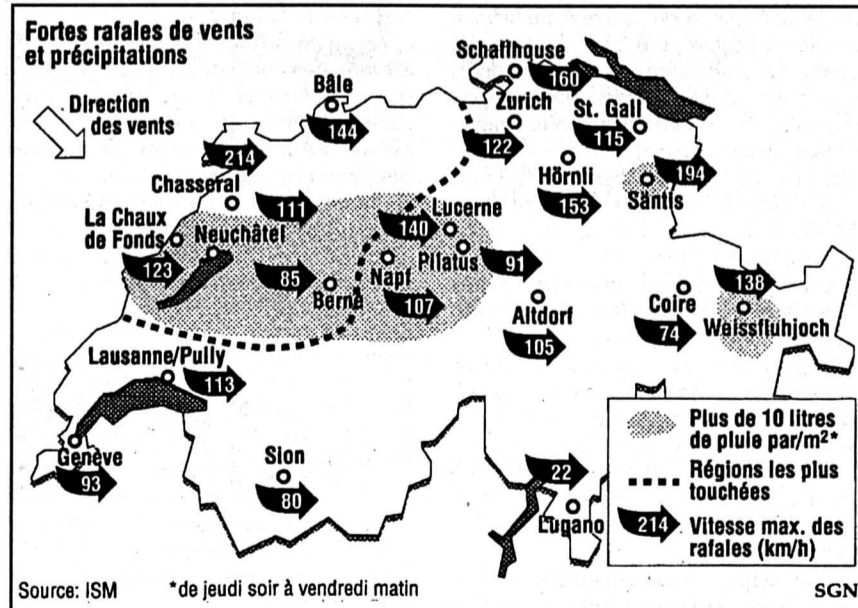 Fortes rafales de vents
et précipitations
Direction
des vents
Schaffhouse
160
Bâle
144
Zurich
122
St. Gall
115
214
Chasseral
111
Hörnli
153
194
Säntis
La Chaux
de Fonds
Neuchâtel
123
Lucerne
140
Pilatus
91
85
Berne
Napf
107
Altdorf
105
Coire
74
138
Weissfluhjoch
Lausanne/Pully
113
Genève
93
Sion
80
22
Lugano
Plus de 10 litres
de pluie par/m²*
Régions les plus
touchées
214
Vitesse max. des
rafales (km/h)
Source: ISM
*de jeudi soir à vendredi matin
SGN